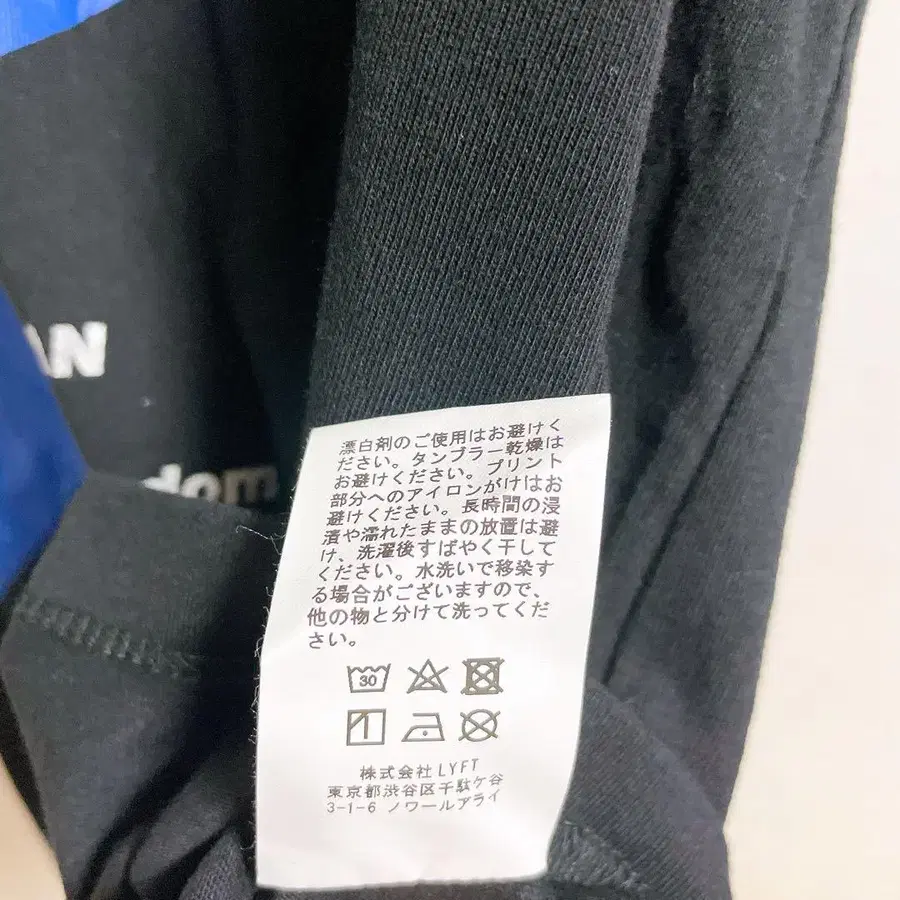 AN
dom
漂白剤のご使用はお避けく
ださい。タンブラー乾燥は
お避けください。プリント
部分へのアイロンがけはお
避けください。長時間の浸
漬や濡れたままの放置は避
け、洗濯後すばやく干して
ください。水洗いで移染す
る場合がございますので、
他の物と分けて洗ってくだ
さい。
30
株式会社LYFT
東京都渋谷区千駄ケ谷
3-1-6 ノワールアライ